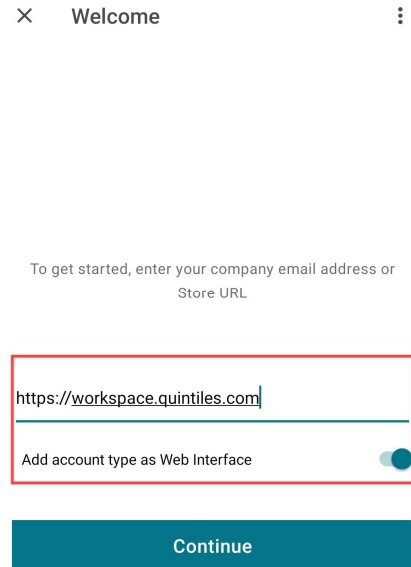 Welcome
To get started, enter your company email address or
Store URL
https://workspace.quintiles.com
Add account type as Web Interface
Continue